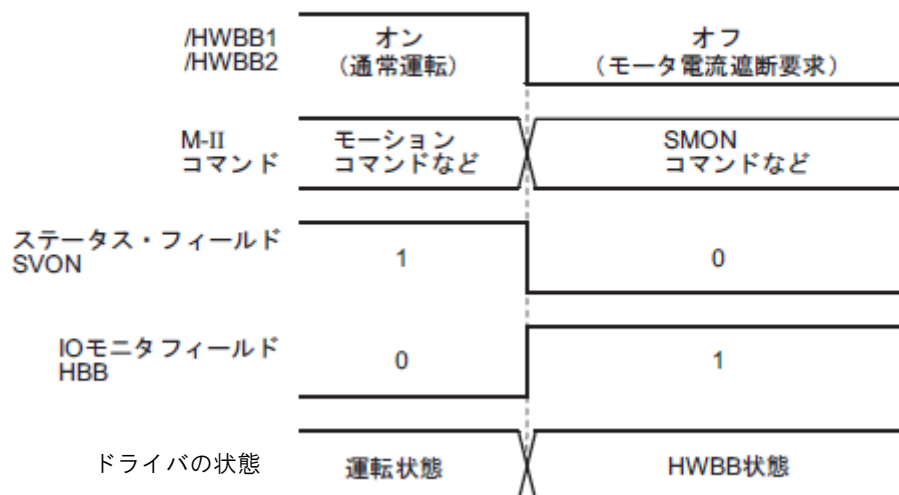 /HWBB1
/HWBB2
オン
（通常運転）
オフ
（モータ電流遮断要求）
M-II
コマンド
モーション
コマンドなど
SMON
コマンドなど
ステータス・フィールド
SVON
1
0
IOモニタフィールド
HBB
0
1
ドライバの状態
運転状態
HWBB状態